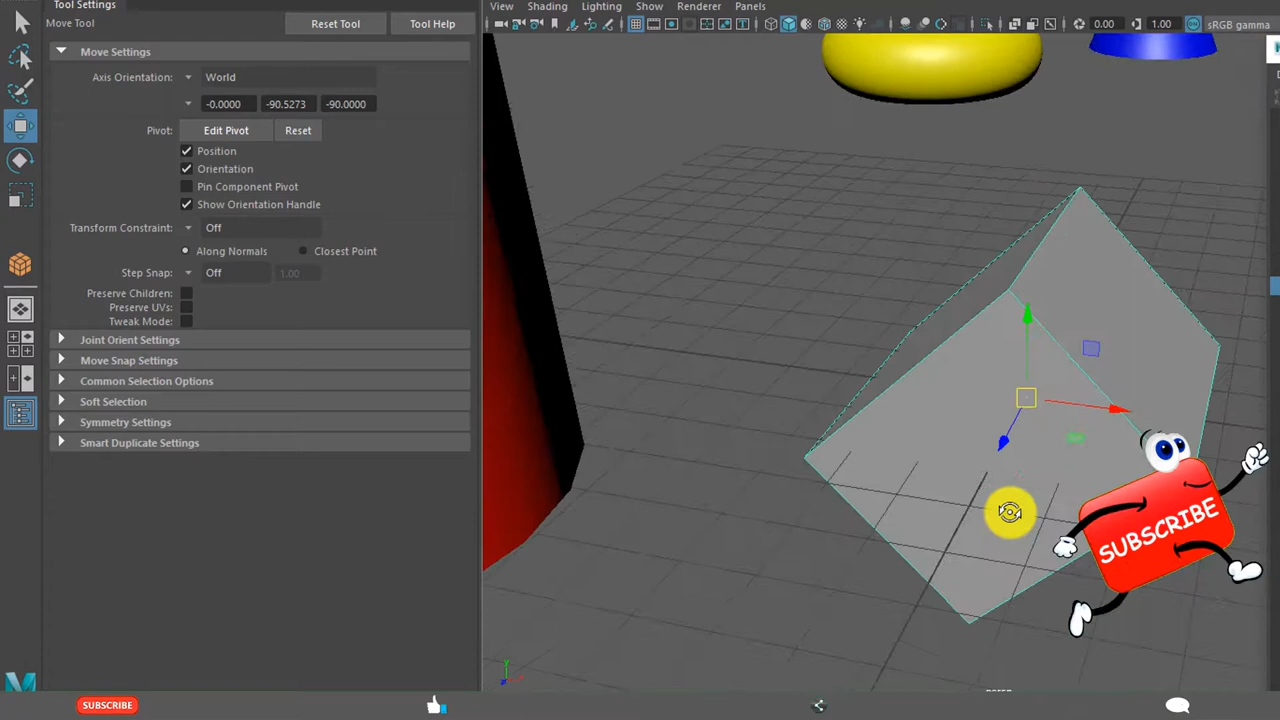 Tool Settings
View Shading Lighting Show Renderer Panels
Move Tool Reset Tool Tool Help
0.00 1.00 sRGB gamma
Move Settings
Axis Orientation: World
-0.0000 -90.5273 -90.0000
Pivot: Edit Pivot Reset
Position
Orientation
Pin Component Pivot
Show Orientation Handle
Transform Constraint: Off
Along Normals Closest Point
Step Snap: Off 1.00
Preserve Children:
Preserve UVs:
Tweak Mode:
Joint Orient Settings
Move Snap Settings
Common Selection Options
Soft Selection
Symmetry Settings
Smart Duplicate Settings
SUBSCRIBE
y
SUBSCRIBE